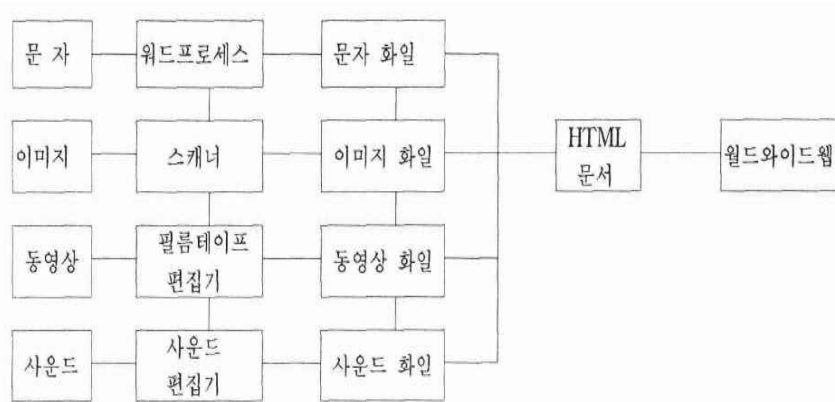 문 자
워드프로세스
문자 화일
이미지
스캐너
이미지 화일
HTML
문서
월드와이드웹
동영상
필름테이프
편집기
동영상 화일
사운드
사운드
편집기
사운드 화일